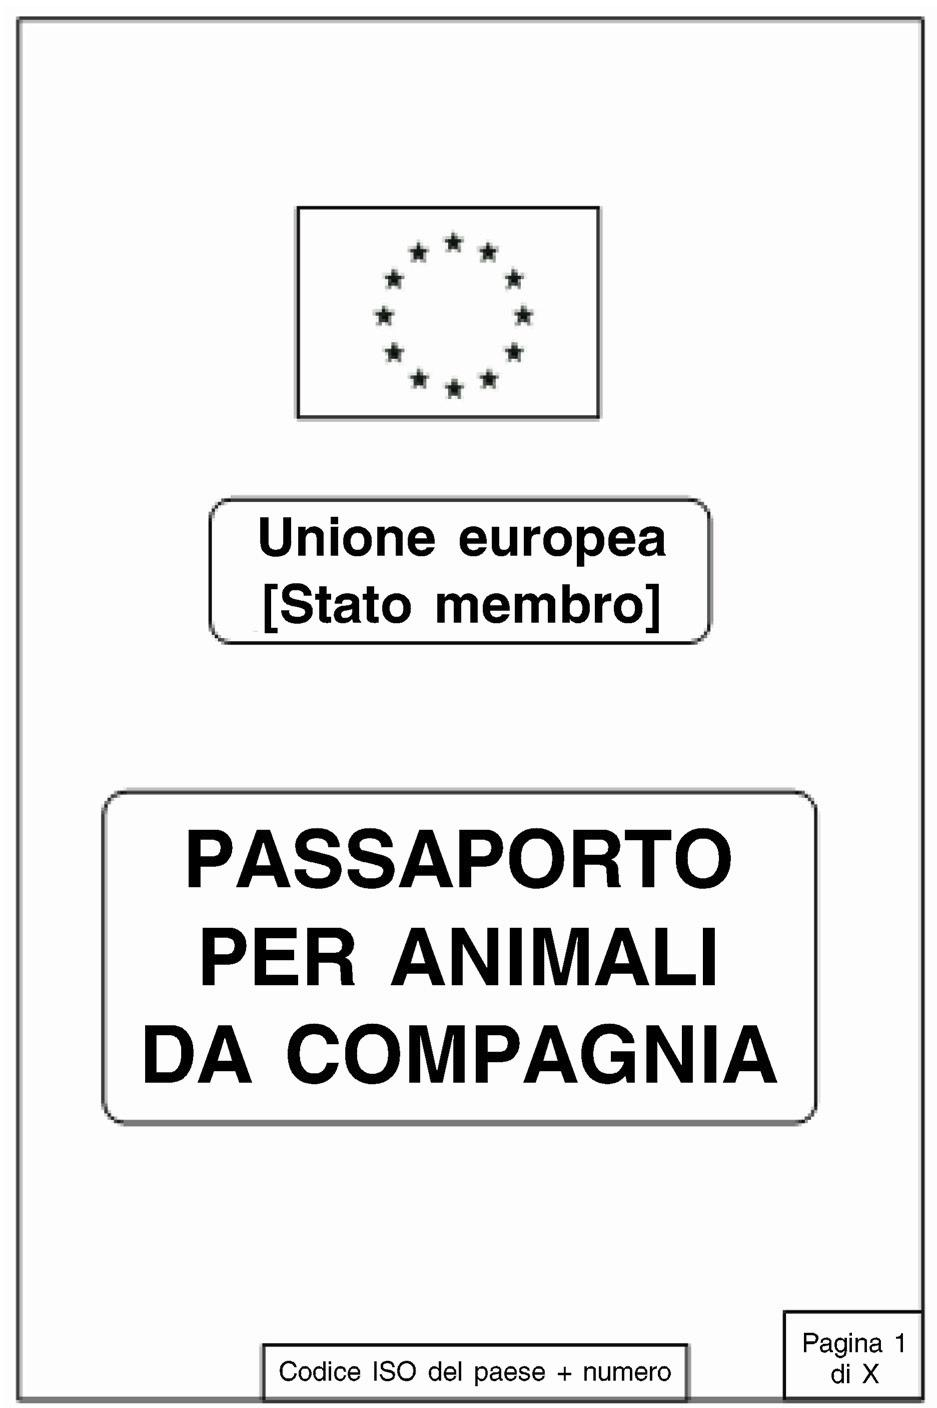 Unione europea
[Stato membro]
PASSAPORTO
PER ANIMALI
DA COMPAGNIA
Codice ISO del paese + numero
Pagina 1
di X